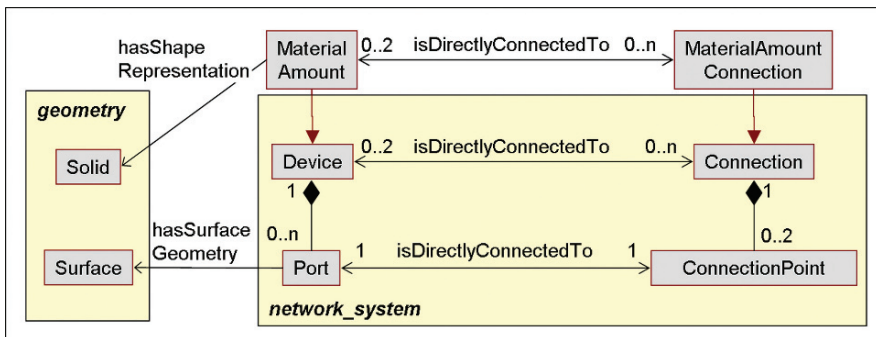 hasShape
Representation
Material
Amount
0..2
isDirectlyConnectedTo
0..n
MaterialAmount
Connection
geometry
Solid
Device
0..2
isDirectlyConnectedTo
0..n
Connection
1
1
hasSurface
Geometry
0..n
0..2
Surface
Port
1
isDirectlyConnectedTo
1
ConnectionPoint
network_system